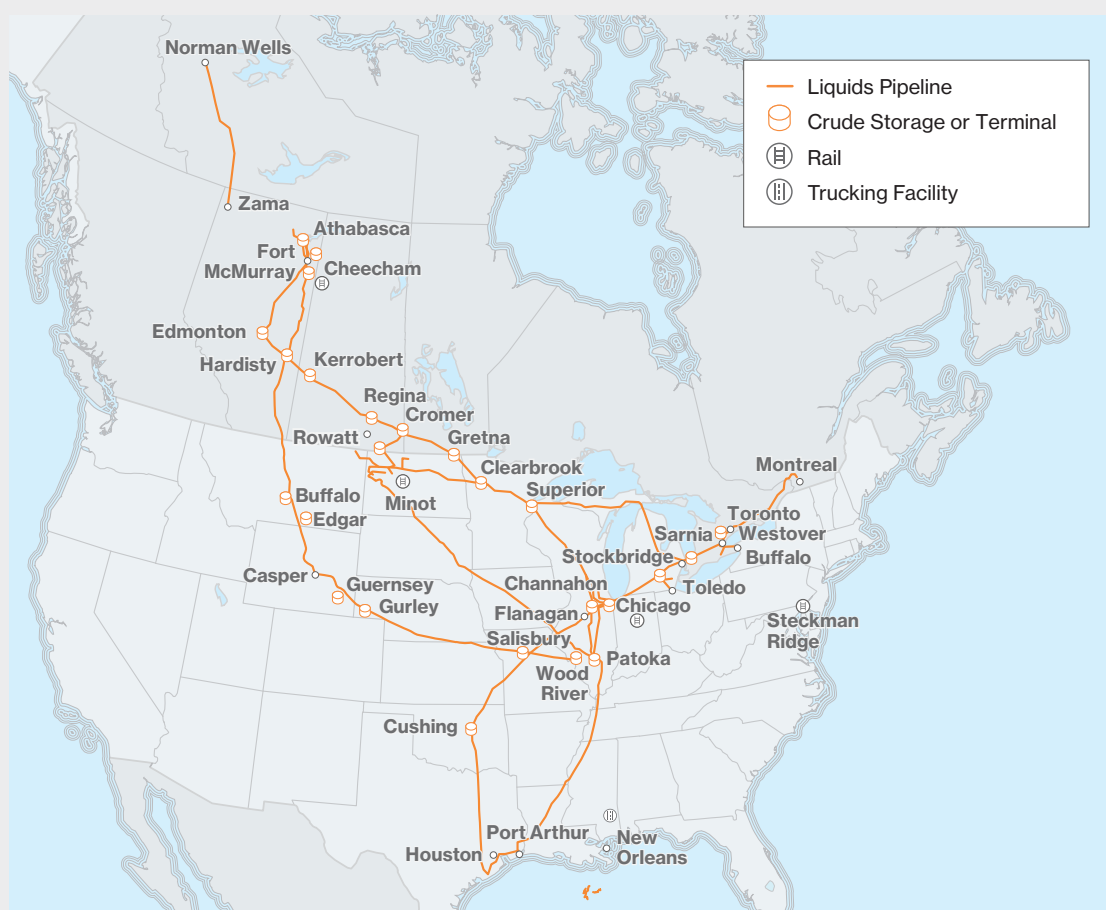 Norman Wells
Liquids Pipeline
Crude Storage or Terminal
Rail
Trucking Facility
Zama
Athabasca
Fort
McMurray
Cheecham
Edmonton
Hardisty
Kerrobert
Regina
Cromer
Rowatt
Gretna
Clearbrook
Superior
Minot
Montreal
Buffalo
Edgar
Toronto
Sarnia
Westover
Buffalo
Stockbridge
Casper
Guernsey
Gurley
Channahon
Toledo
Flanagan
Chicago
Steckman
Ridge
Salisbury
Wood
River
Patoka
Cushing
Port Arthur
Houston
New
Orleans